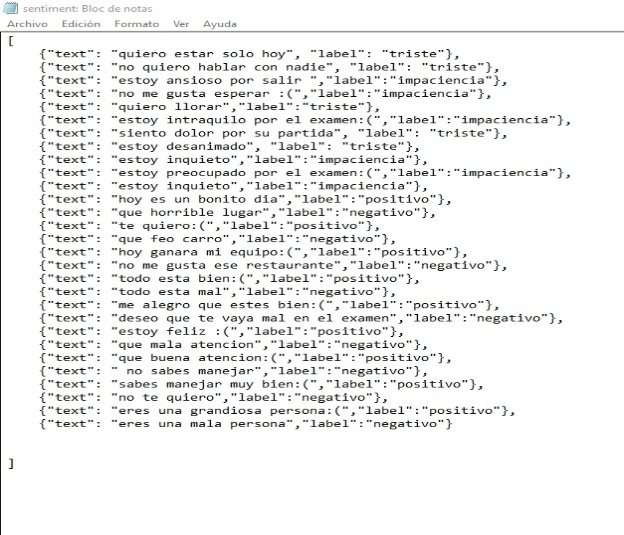 sentiment: Bloc de notas
Archivo Edición Formato Ver Ayuda
[
{"text": "quiero estar solo hoy", "label": "triste"},
{"text": "no quiero hablar con nadie", "label": "triste"},
{"text": "estoy ansioso por salir ","label":"impaciencia"},
{"text": "no me gusta esperar :(","label":"impaciencia"},
{"text": "quiero llorar","label":"triste"},
{"text": "estoy intraquilo por el examen:(","label":"impaciencia"},
{"text": "siento dolor por su partida", "label": "triste"},
{"text": "estoy desanimado", "label": "triste"},
{"text": "estoy inquieto","label":"impaciencia"},
{"text": "estoy preocupado por el examen:(","label":"impaciencia"},
{"text": "estoy inquieto","label":"impaciencia"},
{"text": "hoy es un bonito dia","label":"positivo"},
{"text": "que horrible lugar","label":"negativo"},
{"text": "te quiero:(","label":"positivo"},
{"text": "que feo carro","label":"negativo"},
{"text": "hoy ganara mi equipo:(","label":"positivo"},
{"text": "no me gusta ese restaurante","label":"negativo"},
{"text": "todo esta bien:(","label":"positivo"},
{"text": "todo esta mal","label":"negativo"},
{"text": "me alegro que estes bien:(","label":"positivo"},
{"text": "deseo que te vaya mal en el examen","label":"negativo"},
{"text": "estoy feliz :(","label":"positivo"},
{"text": "que mala atencion","label":"negativo"},
{"text": "que buena atencion:(","label":"positivo"},
{"text": " no sabes manejar","label":"negativo"},
{"text": "sabes manejar muy bien:(","label":"positivo"},
{"text": "no te quiero","label":"negativo"},
{"text": "eres una grandiosa persona:(","label":"positivo"},
{"text": "eres una mala persona","label":"negativo"}
]